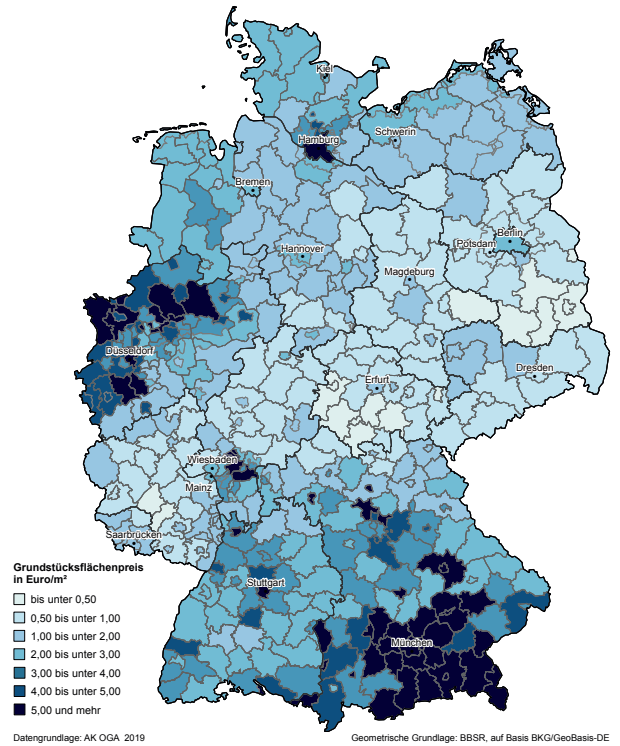 Kiel
Hamburg
Schwerin
Bremen
Hannover
Berlin
Potsdam
Magdeburg
Düsseldorf
Dresden
Erfurt
Wiesbaden
Mainz
Saarbrücken
Stuttgart
München
Grundstücksflächenpreis
in Euro/m²
bis unter 0,50
0,50 bis unter 1,00
1,00 bis unter 2,00
2,00 bis unter 3,00
3,00 bis unter 4,00
4,00 bis unter 5,00
5,00 und mehr
Datengrundlage: AK OGA 2019
Geometrische Grundlage: BBSR, auf Basis BKG/GeoBasis-DE